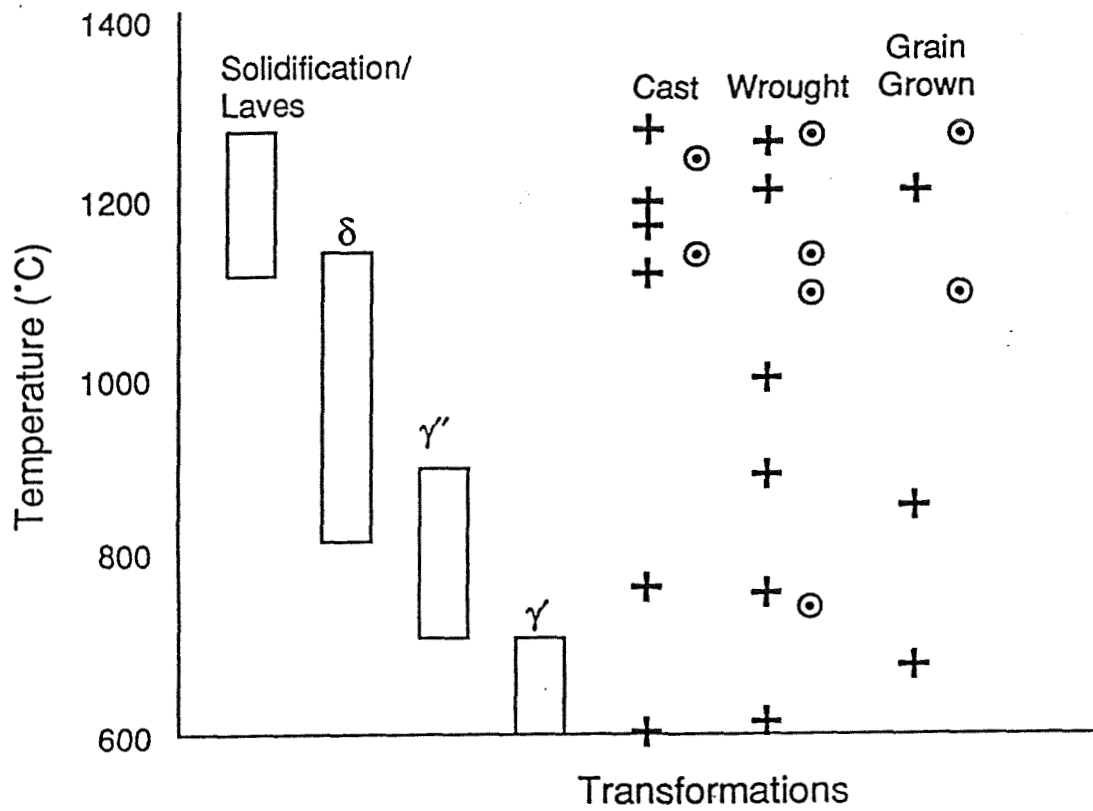 1400
1200
1000
800
600
Temperature (°C)
Solidification/
Laves
δ
γ″
γ′
Cast
Wrought
Grain
Grown
Transformations